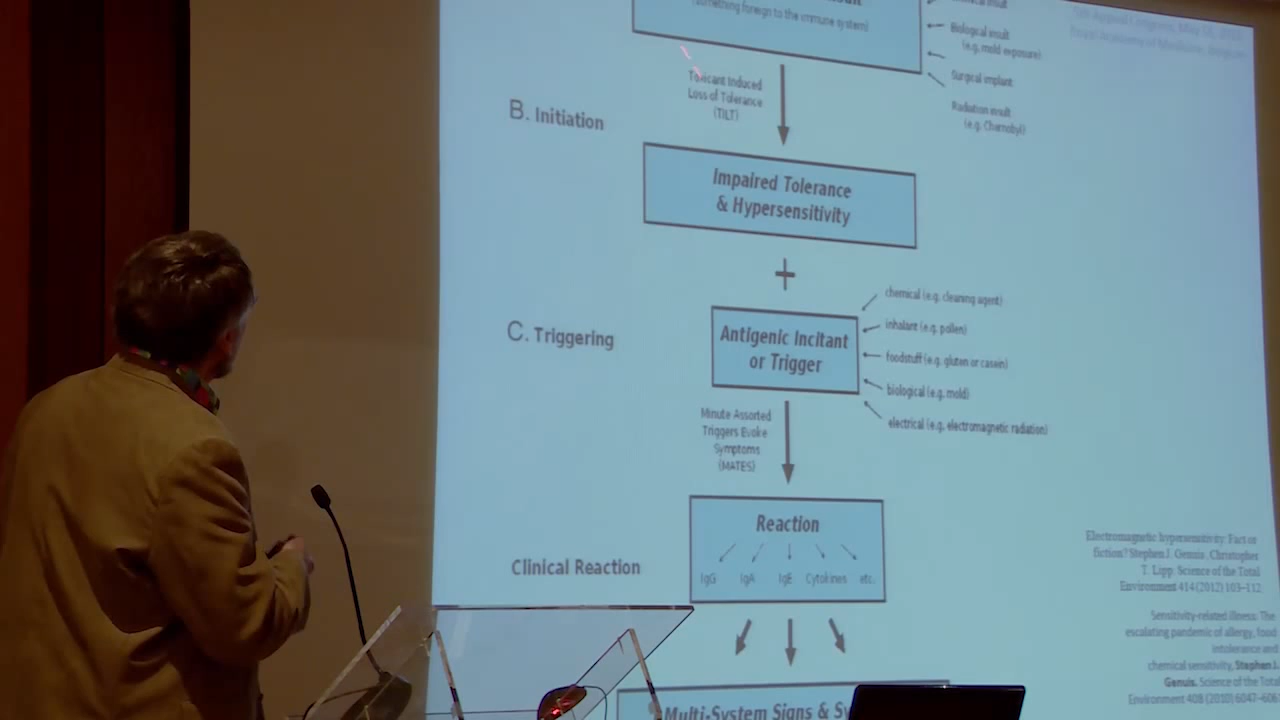 (something foreign to the immune system)
Biological insult
(e.g. mold exposure)
Surgical implant
Radiation insult
(e.g. Charnobyl)
Induced
Loss of Tolerance
(TILT)
B. Initiation
Impaired Tolerance
& Hypersensitivity
+
C. Triggering
Antigenic Incitant
or Trigger
chemical (e.g. cleaning agent)
inhalant (e.g. pollen)
foodstuff (e.g. gluten or casein)
biological (e.g. mold)
electrical (e.g. electromagnetic radiation)
Minute Assorted
Triggers Evoke
Symptoms
(MATES)
Clinical Reaction
Reaction
IgG IgA IgE Cytokines etc.
Multi-System Signs &
Electromagnetic hypersensitivity: Fact or
fiction? Stephen J. Genuis. Christopher
T. Lipp. Science of the Total
Environment 414 (2012) 103–112
Sensitivity-related illness: The
escalating pandemic of allergy, food
intolerance and
chemical sensitivity, Stephen J.
Genuis. Science of the Total
Environment 408 (2010) 6047–